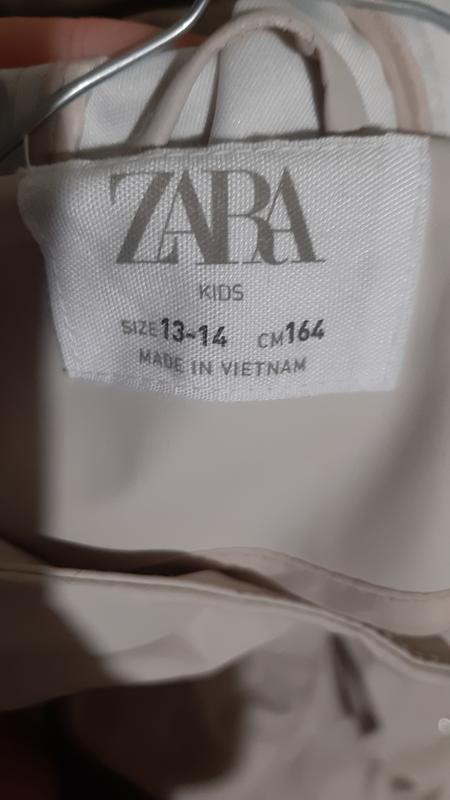 ZARA
KIDS
SIZE 13-14 CM 164
MADE IN VIETNAM